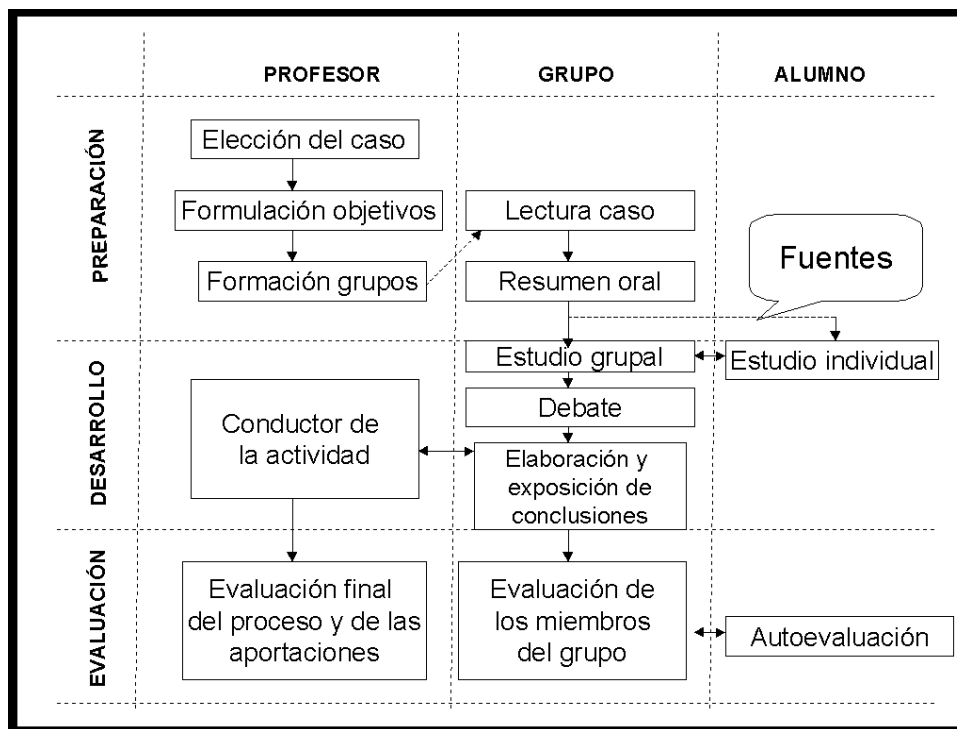 PROFESOR
GRUPO
ALUMNO
PREPARACIÓN
Elección del caso
Formulación objetivos
Formación grupos
Lectura caso
Resumen oral
Fuentes
DESARROLLO
Conductor de
la actividad
Estudio grupal
Estudio individual
Debate
Elaboración y
exposición de
conclusiones
EVALUACIÓN
Evaluación final
del proceso y de las
aportaciones
Evaluación de
los miembros
del grupo
Autoevaluación